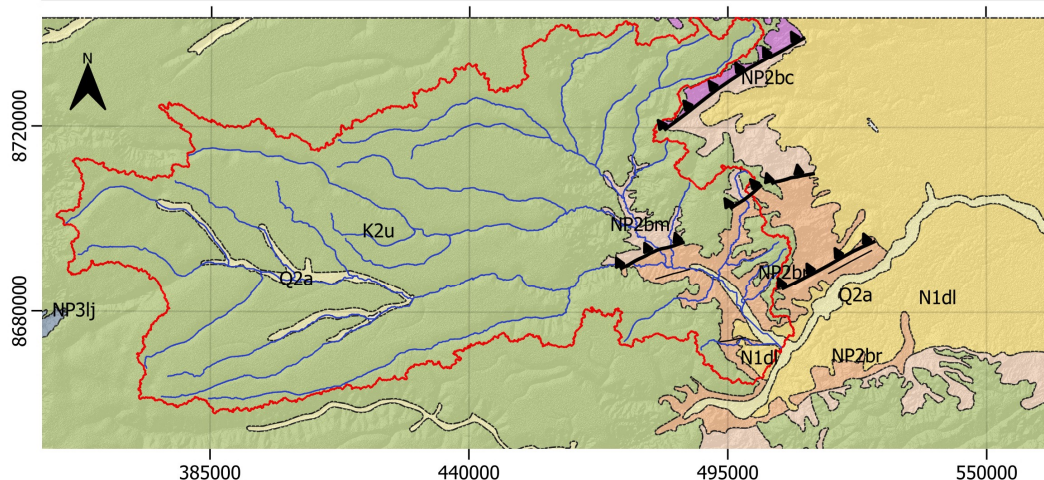 N
NP2bc
8720000
NP2bm
K2u
NP2br
Q2a
Q2a
N1dl
NP3lj
8680000
N1dl
NP2br
385000
440000
495000
550000